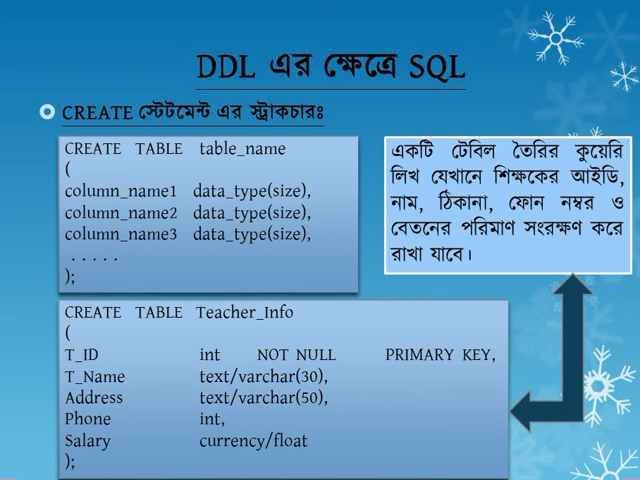 DDL এর ক্ষেত্রে SQL
CREATE স্টেটমেন্ট এর স্ট্রাকচারঃ
CREATE TABLE table_name
(
column_name1 data_type(size),
column_name2 data_type(size),
column_name3 data_type(size),
. . . . .
);
একটি টেবিল তৈরির কুয়েরি
লিখ যেখানে শিক্ষকের আইডি,
নাম, ঠিকানা, ফোন নম্বর ও
বেতনের পরিমাণ সংরক্ষণ করে
রাখা যাবে।
CREATE TABLE Teacher_Info
(
T_ID int NOT NULL PRIMARY KEY,
T_Name text/varchar(30),
Address text/varchar(50),
Phone int,
Salary currency/float
);